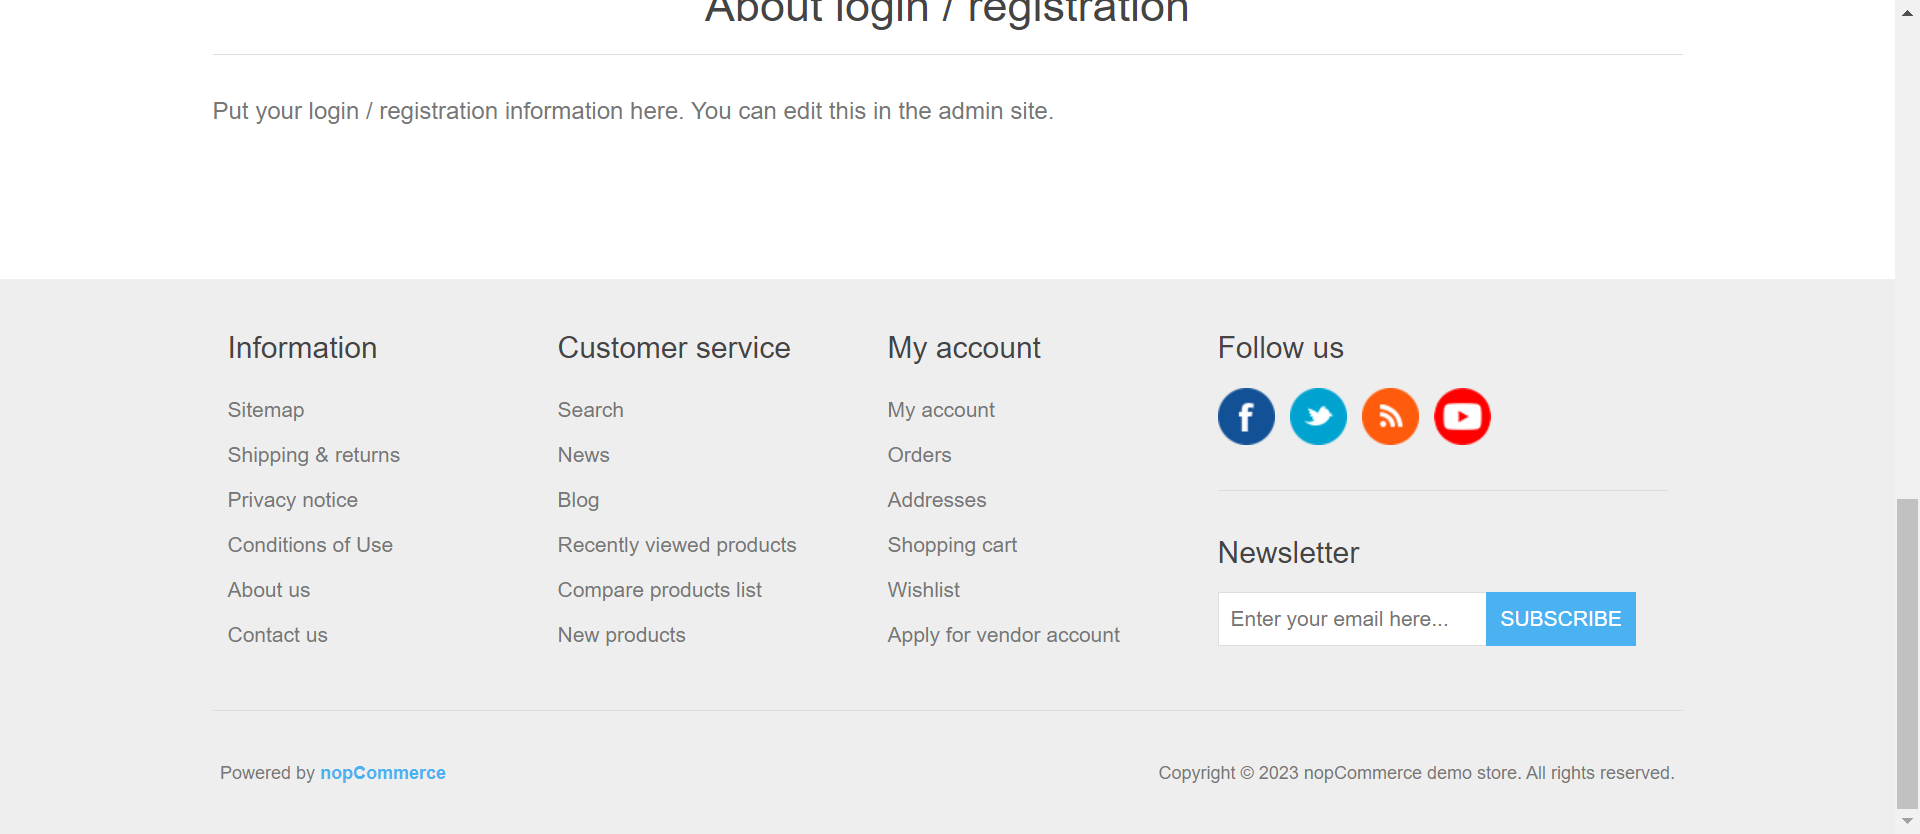 About login / registration
Put your login / registration information here. You can edit this in the admin site.
Information
Sitemap
Shipping & returns
Privacy notice
Conditions of Use
About us
Contact us
Customer service
Search
News
Blog
Recently viewed products
Compare products list
New products
My account
My account
Orders
Addresses
Shopping cart
Wishlist
Apply for vendor account
Follow us
Newsletter
Enter your email here...
SUBSCRIBE
Powered by nopCommerce
Copyright © 2023 nopCommerce demo store. All rights reserved.